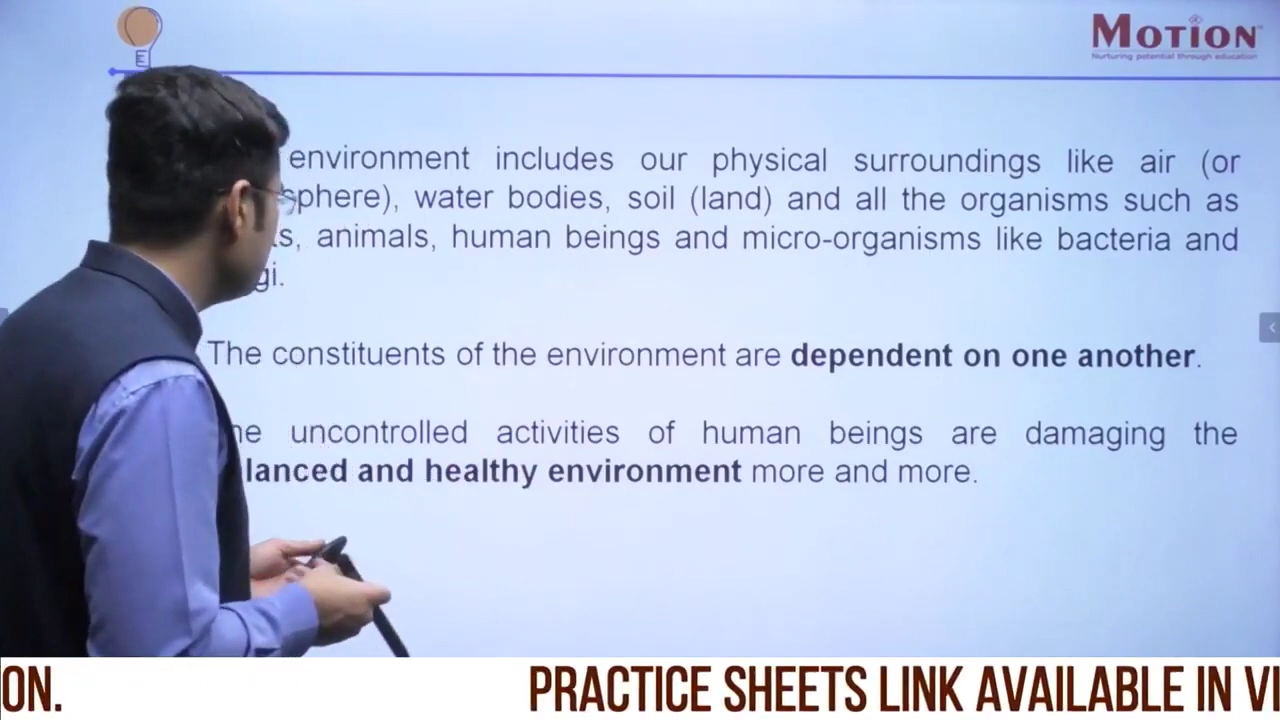 MOTION
Nurturing potential through education
environment includes our physical surroundings like air (or
sphere), water bodies, soil (land) and all the organisms such as
s, animals, human beings and micro-organisms like bacteria and
gi.
The constituents of the environment are dependent on one another.
he uncontrolled activities of human beings are damaging the
lanced and healthy environment more and more.
ON.
PRACTICE SHEETS LINK AVAILABLE IN VI